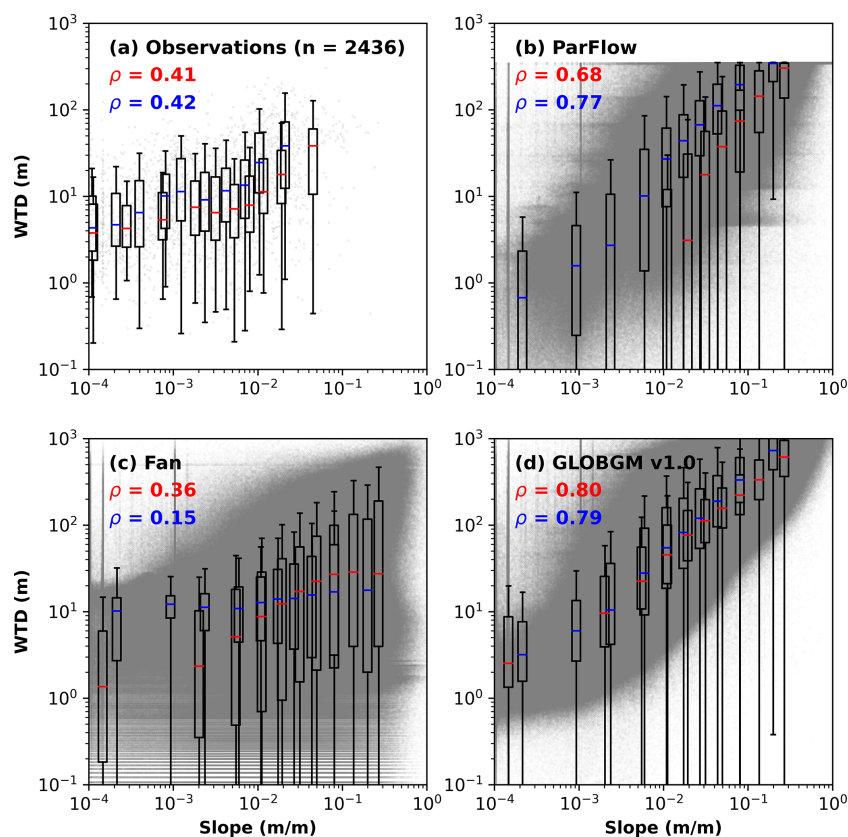 (a) Observations (n = 2436)
ρ = 0.41
ρ = 0.42
WTD (m)
10³
10²
10¹
10⁰
10⁻¹
10⁻⁴ 10⁻³ 10⁻² 10⁻¹ 10⁰
(b) ParFlow
ρ = 0.68
ρ = 0.77
10³
10²
10¹
10⁰
10⁻¹
10⁻⁴ 10⁻³ 10⁻² 10⁻¹ 10⁰
(c) Fan
ρ = 0.36
ρ = 0.15
WTD (m)
10³
10²
10¹
10⁰
10⁻¹
10⁻⁴ 10⁻³ 10⁻² 10⁻¹ 10⁰
Slope (m/m)
(d) GLOBGM v1.0
ρ = 0.80
ρ = 0.79
10³
10²
10¹
10⁰
10⁻¹
10⁻⁴ 10⁻³ 10⁻² 10⁻¹ 10⁰
Slope (m/m)